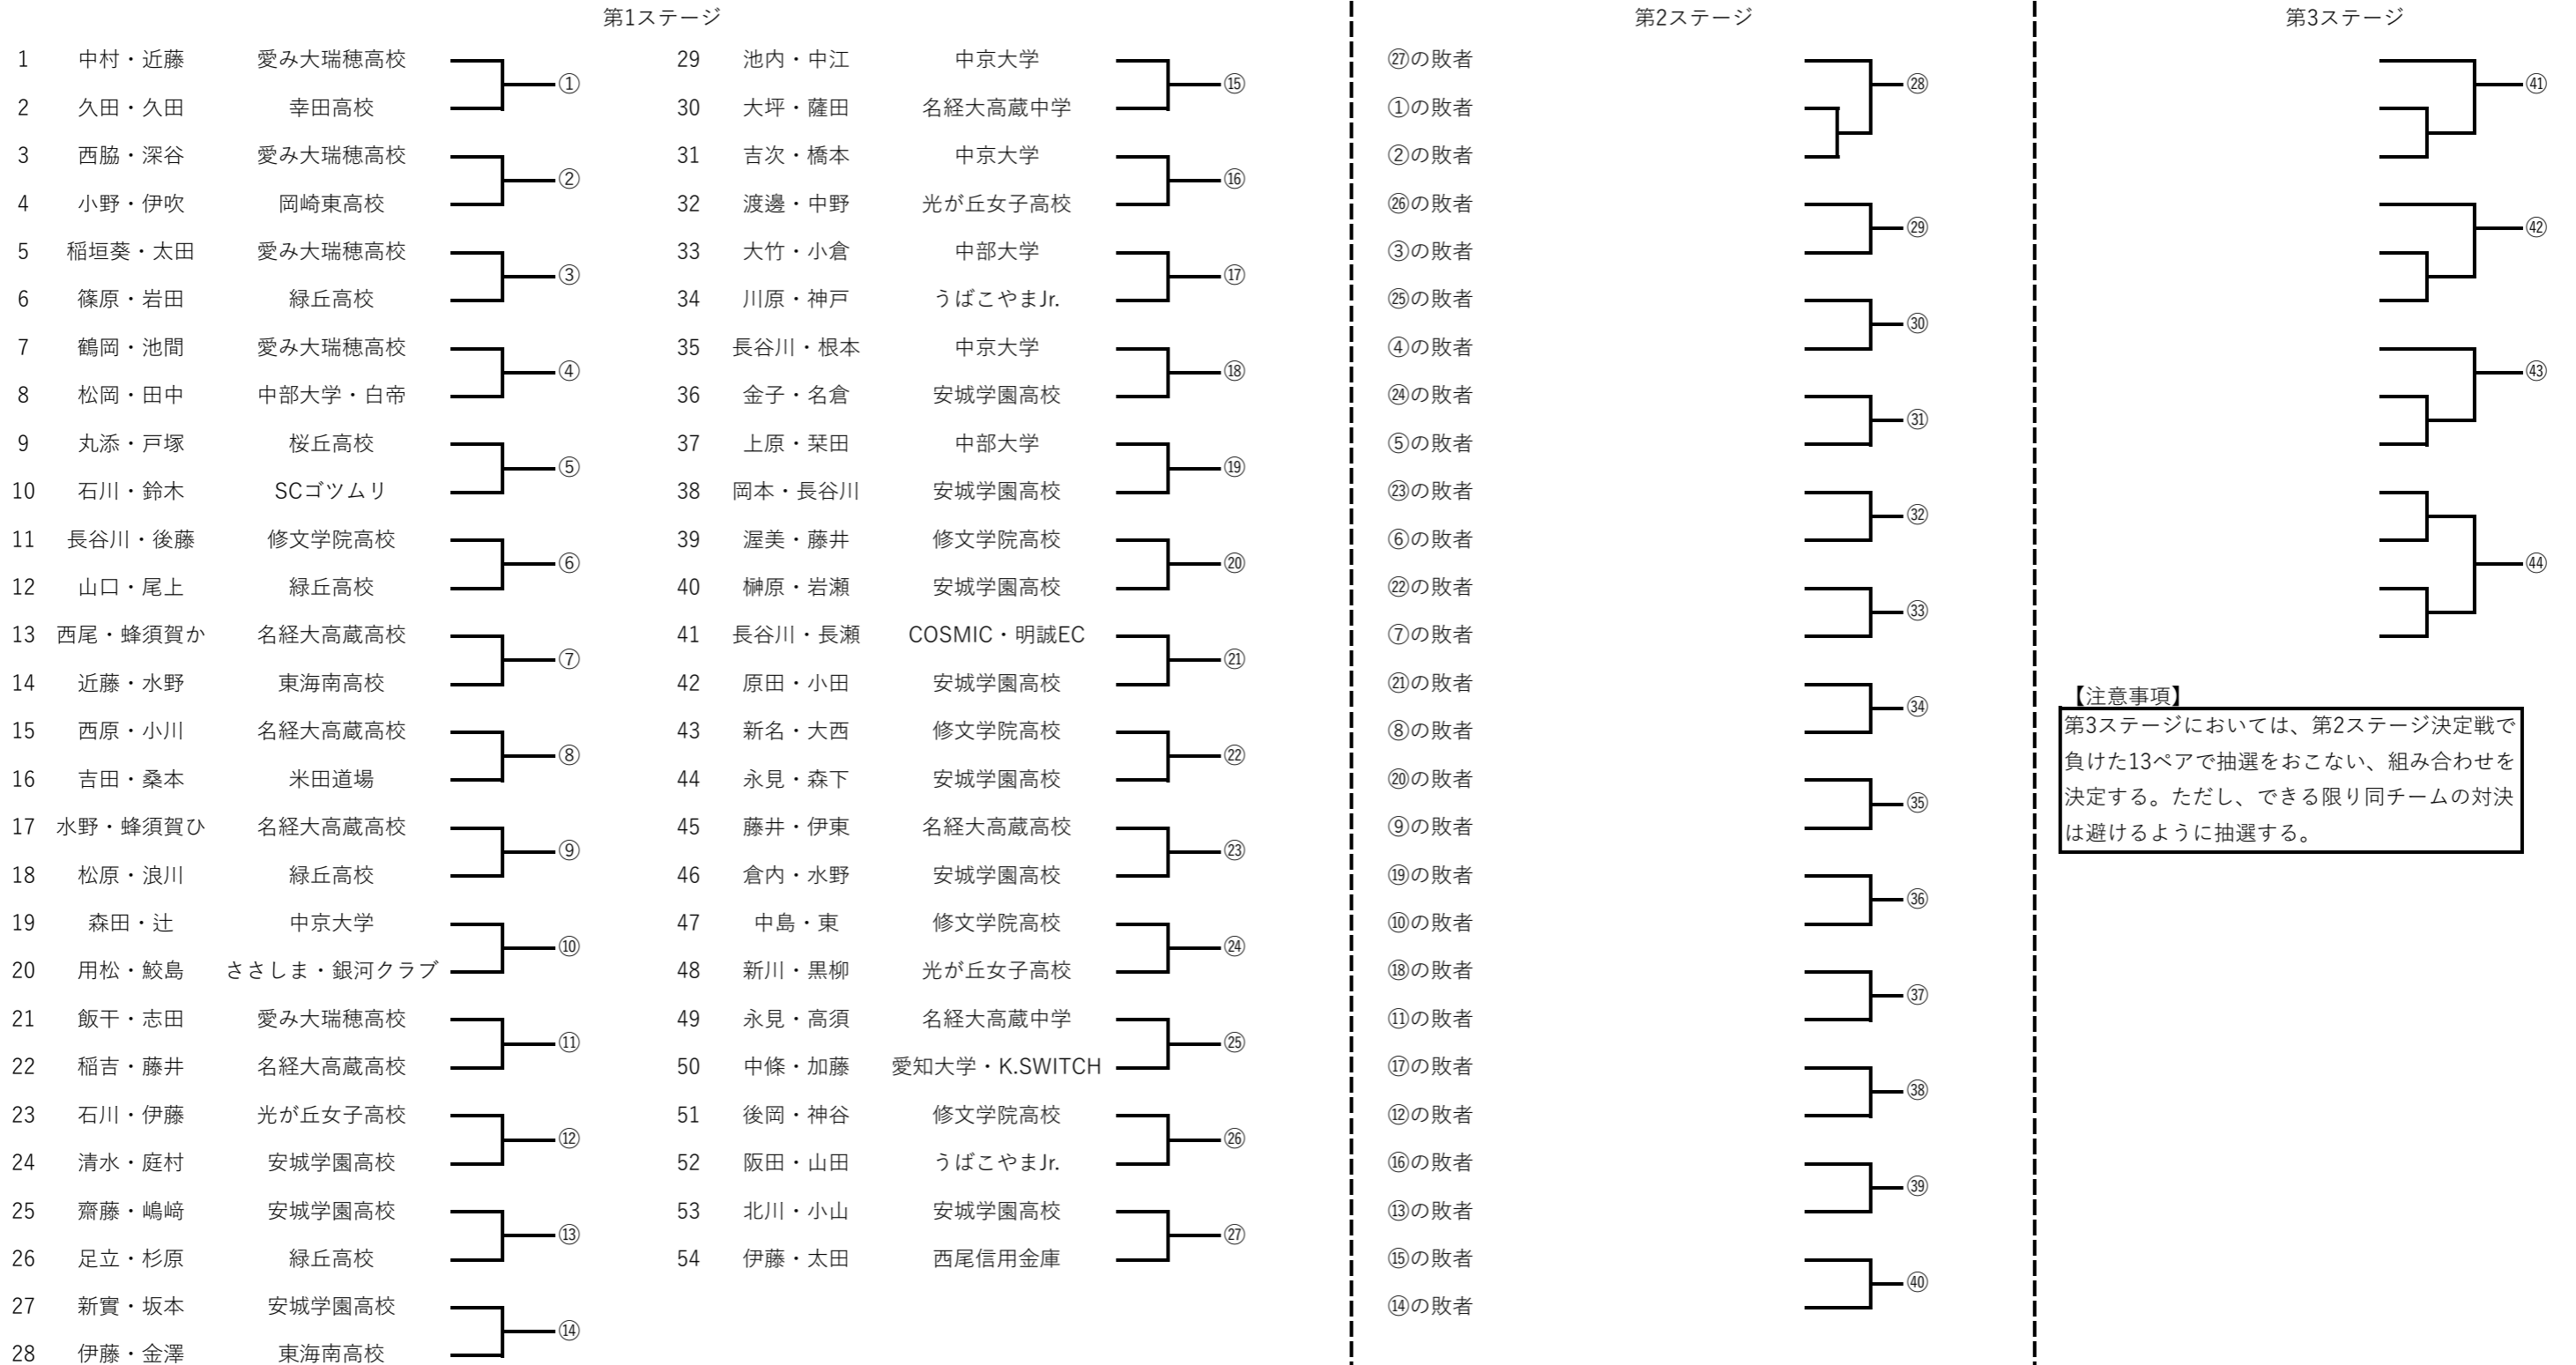 第1ステージ
1 中村・近藤 愛み大瑞穂高校
①
2 久田・久田 幸田高校
3 西脇・深谷 愛み大瑞穂高校
②
4 小野・伊吹 岡崎東高校
5 稲垣葵・太田 愛み大瑞穂高校
③
6 篠原・岩田 緑丘高校
7 鶴岡・池間 愛み大瑞穂高校
④
8 松岡・田中 中部大学・白帝
9 丸添・戸塚 桜丘高校
⑤
10 石川・鈴木 SCゴツムリ
11 長谷川・後藤 修文学院高校
⑥
12 山口・尾上 緑丘高校
13 西尾・蜂須賀か 名経大高蔵高校
⑦
14 近藤・水野 東海南高校
15 西原・小川 名経大高蔵高校
⑧
16 吉田・桑本 米田道場
17 水野・蜂須賀ひ 名経大高蔵高校
⑨
18 松原・浪川 緑丘高校
19 森田・辻 中京大学
⑩
20 用松・鮫島 ささしま・銀河クラブ
21 飯干・志田 愛み大瑞穂高校
⑪
22 稲吉・藤井 名経大高蔵高校
23 石川・伊藤 光が丘女子高校
⑫
24 清水・庭村 安城学園高校
25 齋藤・嶋﨑 安城学園高校
⑬
26 足立・杉原 緑丘高校
27 新實・坂本 安城学園高校
⑭
28 伊藤・金澤 東海南高校
29 池内・中江 中京大学
⑮
30 大坪・薩田 名経大高蔵中学
31 吉次・橋本 中京大学
⑯
32 渡邊・中野 光が丘女子高校
33 大竹・小倉 中部大学
⑰
34 川原・神戸 うばこやまJr.
35 長谷川・根本 中京大学
⑱
36 金子・名倉 安城学園高校
37 上原・栞田 中部大学
⑲
38 岡本・長谷川 安城学園高校
39 渥美・藤井 修文学院高校
⑳
40 榊原・岩瀬 安城学園高校
41 長谷川・長瀬 COSMIC・明誠EC
㉑
42 原田・小田 安城学園高校
43 新名・大西 修文学院高校
㉒
44 永見・森下 安城学園高校
45 藤井・伊東 名経大高蔵高校
㉓
46 倉内・水野 安城学園高校
47 中島・東 修文学院高校
㉔
48 新川・黒柳 光が丘女子高校
49 永見・高須 名経大高蔵中学
㉕
50 中條・加藤 愛知大学・K.SWITCH
51 後岡・神谷 修文学院高校
㉖
52 阪田・山田 うばこやまJr.
53 北川・小山 安城学園高校
㉗
54 伊藤・太田 西尾信用金庫
第2ステージ
㉗の敗者
㉘
①の敗者
②の敗者
㉖の敗者
㉙
③の敗者
㉕の敗者
㉚
④の敗者
㉔の敗者
㉛
⑤の敗者
㉓の敗者
㉜
⑥の敗者
㉒の敗者
㉝
⑦の敗者
㉑の敗者
㉞
⑧の敗者
⑳の敗者
㉟
⑨の敗者
⑲の敗者
㊱
⑩の敗者
⑱の敗者
㊲
⑪の敗者
⑰の敗者
㊳
⑫の敗者
⑯の敗者
㊴
⑬の敗者
⑮の敗者
㊵
⑭の敗者
第3ステージ
㊶
㊷
㊸
㊹
【注意事項】
第3ステージにおいては、第2ステージ決定戦で
負けた13ペアで抽選をおこない、組み合わせを
決定する。ただし、できる限り同チームの対決
は避けるように抽選する。